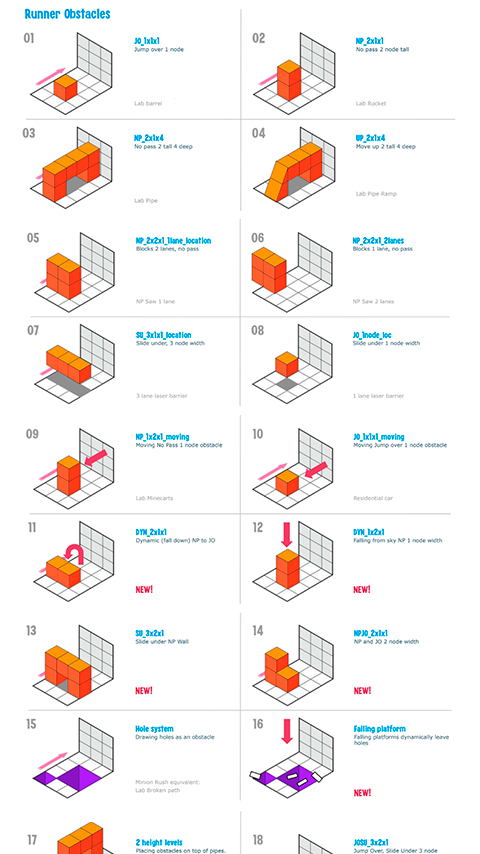 Runner Obstacles
01
JO_1x1x1
Jump over 1 node
Lab barrel
02
NP_2x1x1
No pass 2 node tall
Lab Rocket
03
NP_2x1x4
No pass 2 tall 4 deep
Lab Pipe
04
UP_2x1x4
Move up 2 tall 4 deep
Lab Pipe Ramp
05
NP_2x2x1_1lane_location
Blocks 2 lanes, no pass
NP Saw 1 lane
06
NP_2x2x1_2lanes
Blocks 1 lane, no pass
NP Saw 2 lanes
07
SU_3x1x1_location
Slide under, 3 node width
3 lane laser barrier
08
JO_1node_loc
Slide under 1 node width
1 lane laser barrier
09
NP_1x2x1_moving
Moving No Pass 1 node obstacle
Lab Minecarts
10
JO_1x1x1_moving
Moving Jump over 1 node obstacle
Residential car
11
DYN_2x1x1
Dynamic (fall down) NP to JO
NEW!
12
DYN_1x2x1
Falling from sky NP 1 node width
NEW!
13
SU_3x2x1
Slide under NP Wall
NEW!
14
NPJO_2x1x1
NP and JO 2 node width
NEW!
15
Hole system
Drawing holes as an obstacle
Minion Rush equivalent:
Lab Broken path
16
Falling platform
Falling platforms dynamically leave
holes
NEW!
17
2 height levels
Placing obstacles on top of pipes.
18
JOSU_3x2x1
Jump Over, Slide Under 3 node